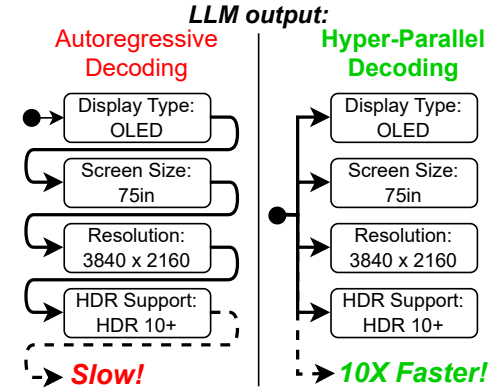 LLM output:
Autoregressive
Decoding
Display Type:
OLED
Screen Size:
75in
Resolution:
3840 x 2160
HDR Support:
HDR 10+
Slow!
Hyper-Parallel
Decoding
Display Type:
OLED
Screen Size:
75in
Resolution:
3840 x 2160
HDR Support:
HDR 10+
10X Faster!